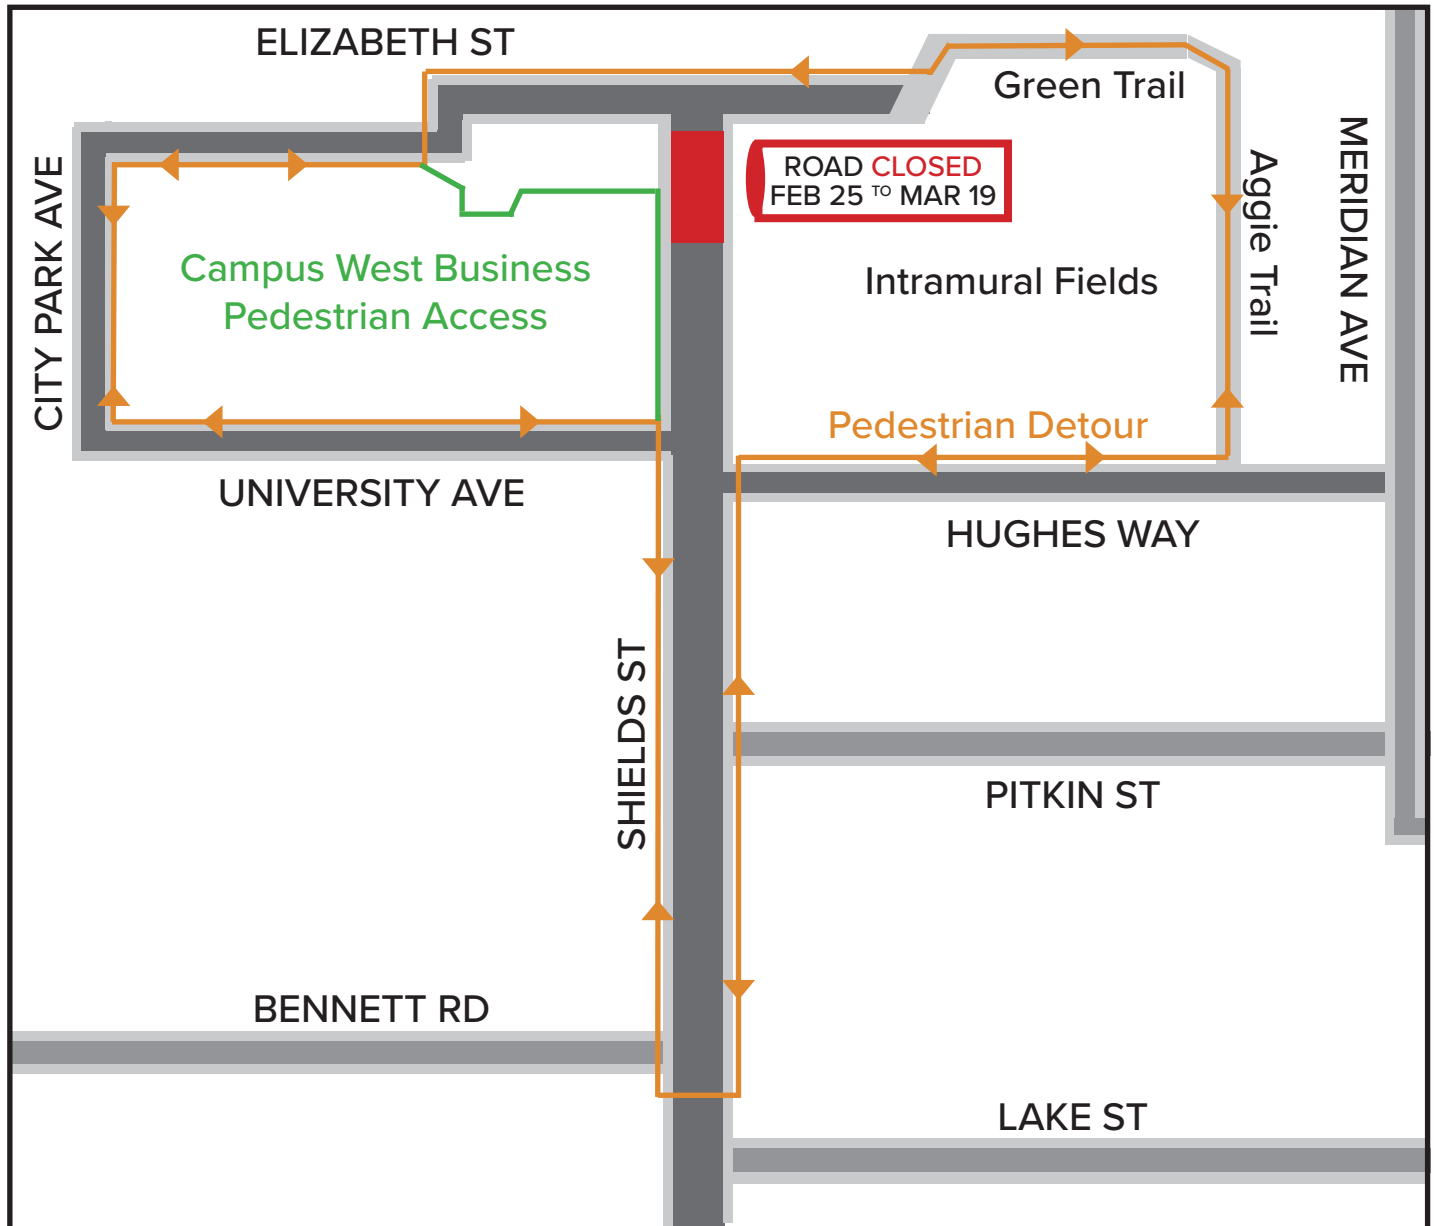 ELIZABETH ST
Green Trail
ROAD CLOSED
FEB 25 TO MAR 19
CITY PARK AVE
MERIDIAN AVE
Aggie Trail
Campus West Business
Pedestrian Access
Intramural Fields
Pedestrian Detour
UNIVERSITY AVE
HUGHES WAY
SHIELDS ST
PITKIN ST
BENNETT RD
LAKE ST